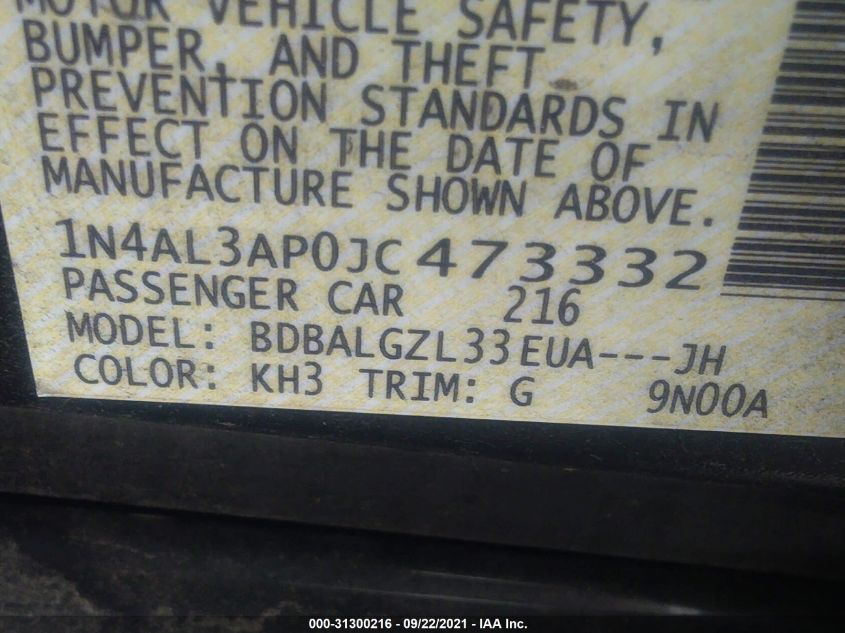 MOTOR VEHICLE SAFETY,
BUMPER, AND THEFT
PREVENTION STANDARDS IN
EFFECT ON THE DATE OF
MANUFACTURE SHOWN ABOVE.
1N4AL3AP0JC473332
PASSENGER CAR 216
MODEL: BDBALGZL33EUA---JH
COLOR: KH3 TRIM: G 9N00A
000-31300216 - 09/22/2021 - IAA Inc.